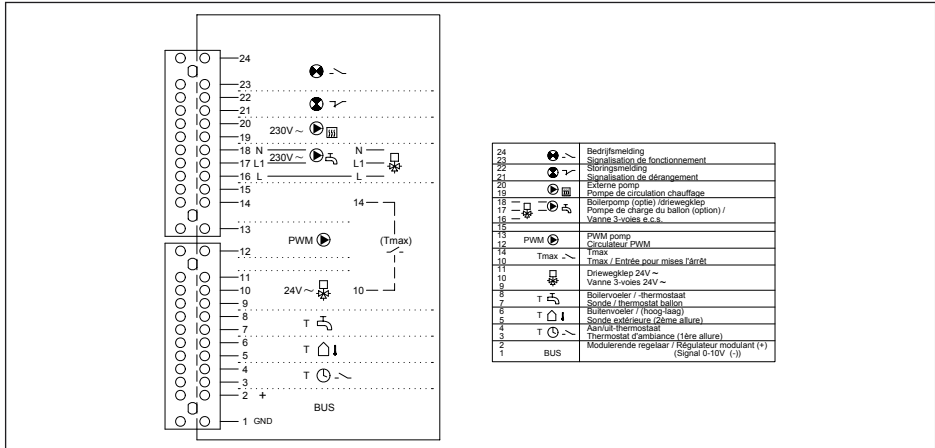 24
23
22
21
20
230V~
19
18 N N
230V~
17 L1 L1
16 L L
15
14 14
13
PWM (Tmax)
12
11
10 24V~ 10
9
8
T
7
6
T
5
4
T
3
2 +
BUS
1 GND
24 Bedrijfsmelding
23 Signalisation de fonctionnement
22 Storingsmelding
21 Signalisation de dérangement
20 Externe pomp
19 Pompe de circulation chauffage
18 Boilerpomp (optie) /driewegklep
17 Pompe de charge du ballon (option) /
16 Vanne 3-voies e.c.s.
15
13 PWM pomp
PWM
12 Circulateur PWM
14 Tmax
Tmax
10 Tmax / Entrée pour mises l'árrêt
11
10 Driewegklep 24V~
9 Vanne 3-voies 24V~
8 Boilervoeler / -thermostaat
T
7 Sonde / thermostat ballon
6 Buitenvoeler / (hoog-laag)
T
5 Sonde extérieure (2ème allure)
4 Aan/uit-thermostaat
T
3 Thermostat d'ambiance (1ère allure)
2 Modulerende regelaar / Régulateur modulant (+)
1 BUS (Signal 0-10V (-))